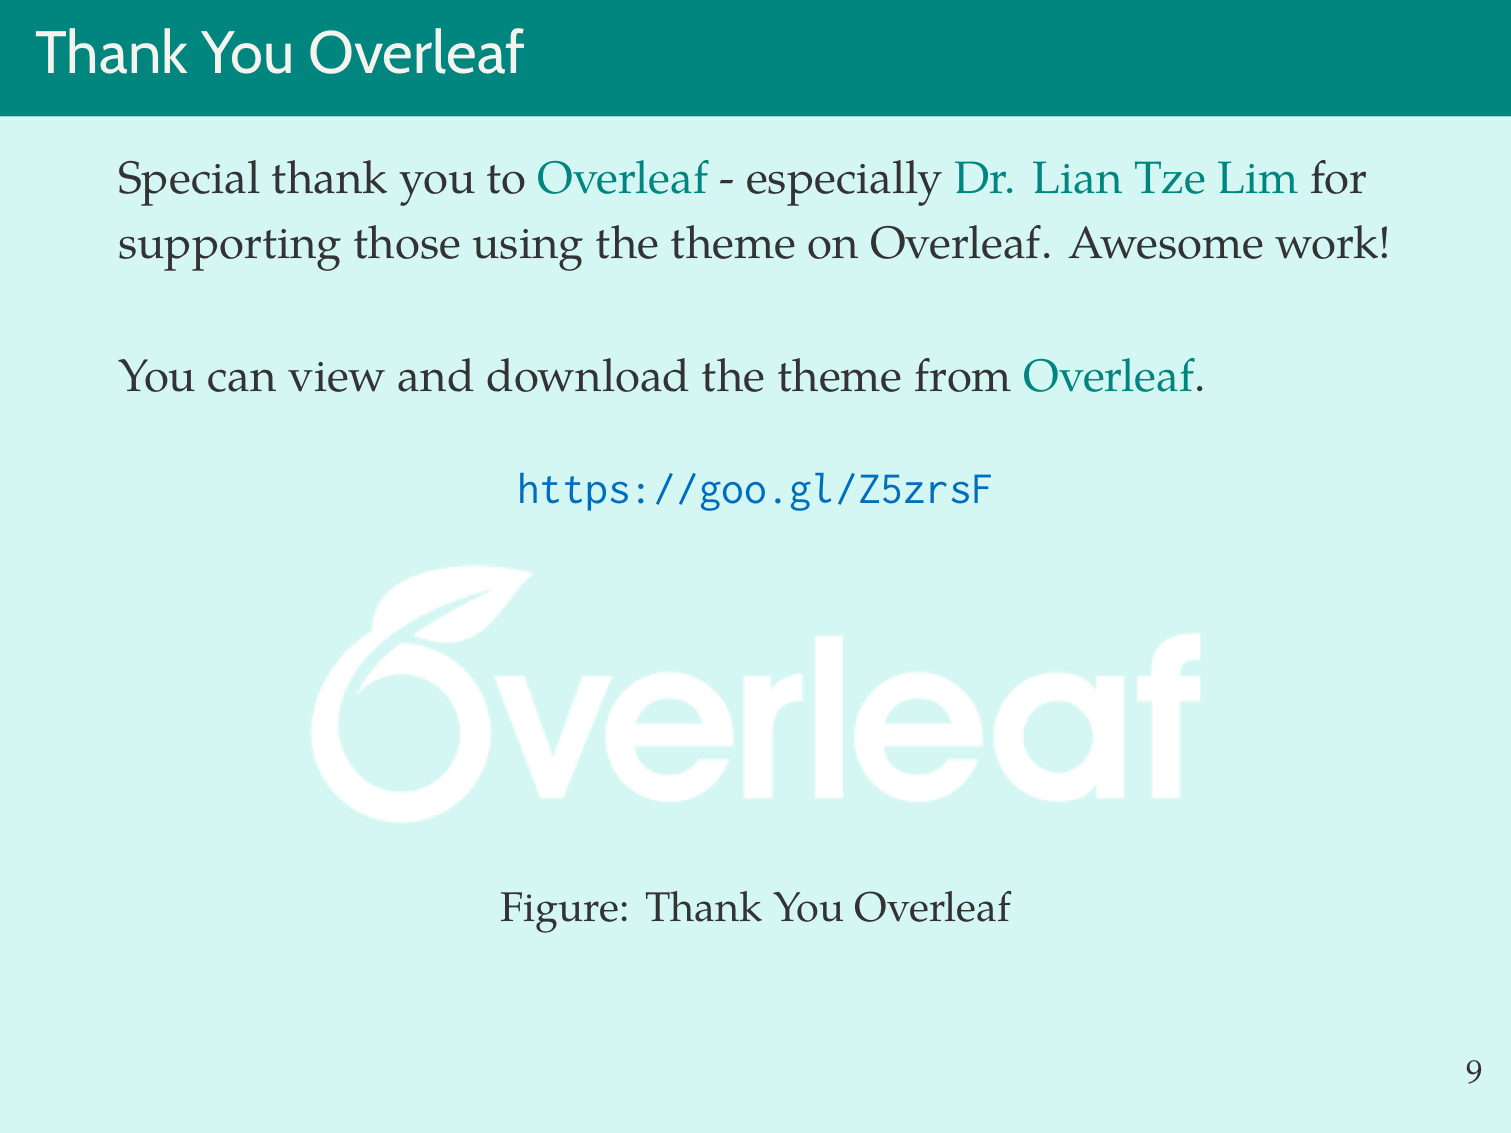 Thank You Overleaf
Special thank you to Overleaf - especially Dr. Lian Tze Lim for
supporting those using the theme on Overleaf. Awesome work!
You can view and download the theme from Overleaf.
https://goo.gl/Z5zrsF
Overleaf
Figure: Thank You Overleaf
9